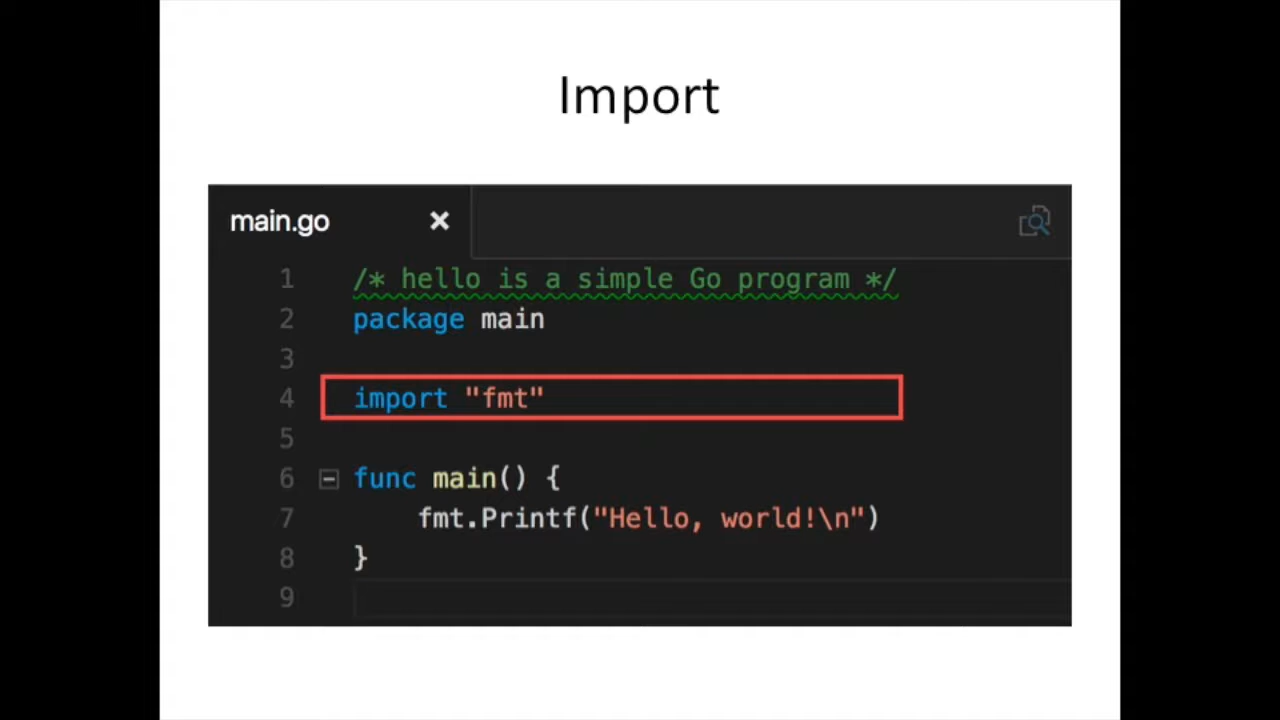 Import
main.go
1 /* hello is a simple Go program */
2 package main
3
4 import "fmt"
5
6 func main() {
7     fmt.Printf("Hello, world!\n")
8 }
9